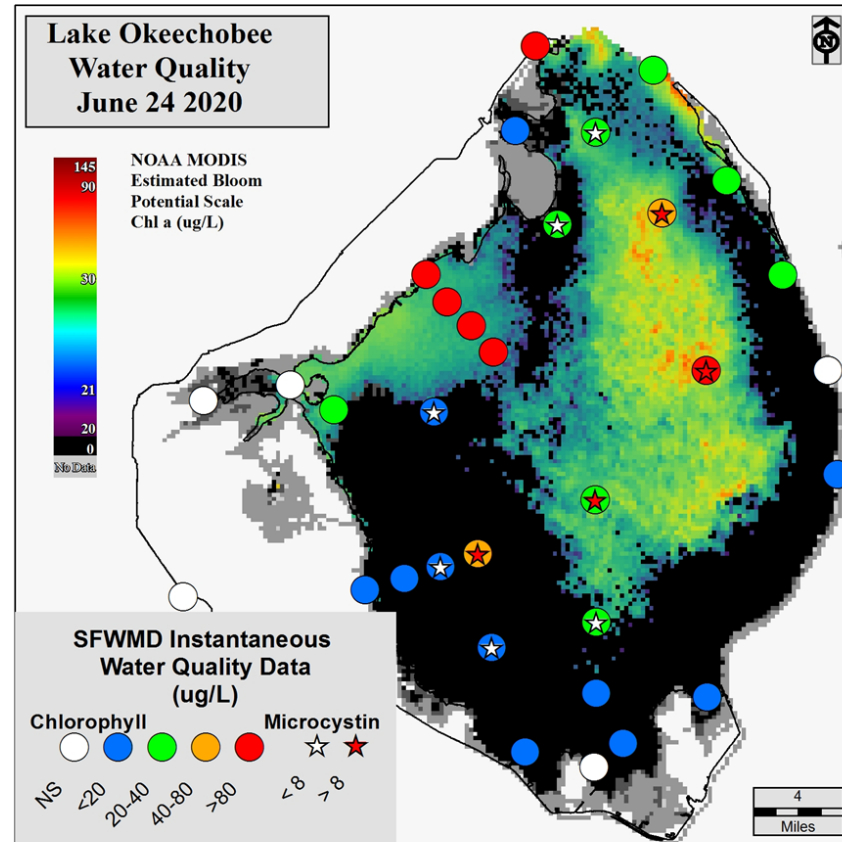 Lake Okeechobee
Water Quality
June 24 2020
N
NOAA MODIS
Estimated Bloom
Potential Scale
Chl a (ug/L)
145
90
30
21
20
0
No Data
SFWMD Instantaneous
Water Quality Data
(ug/L)
Chlorophyll Microcystin
NS <20 20-40 40-80 >80 < 8 > 8
4
Miles